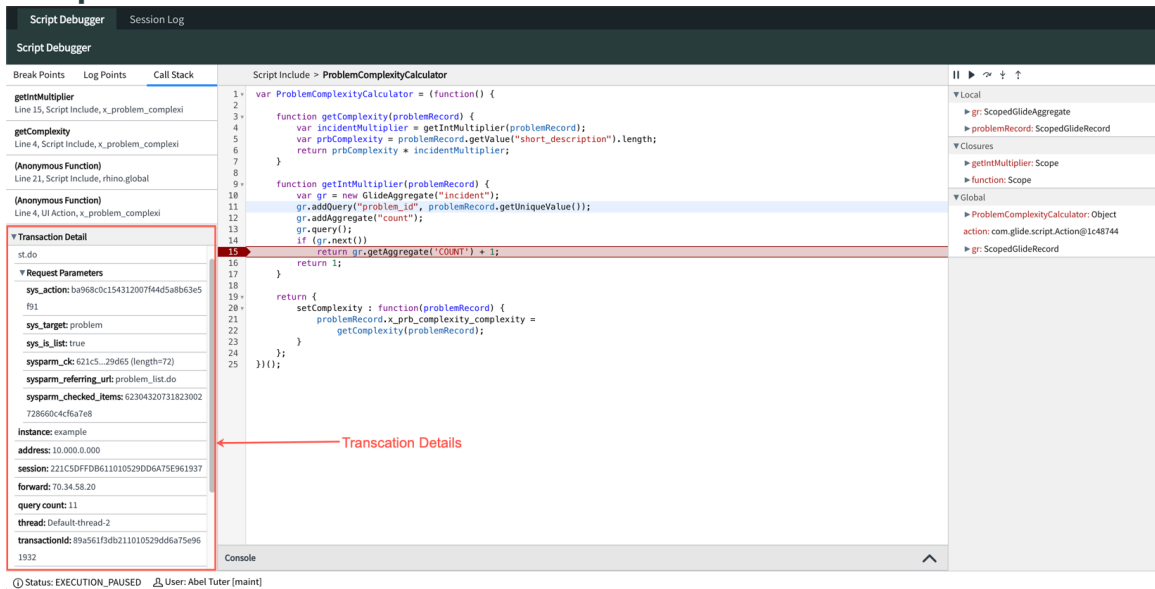 Script Debugger    Session Log
Script Debugger
Break Points    Log Points    Call Stack
getIntMultiplier
Line 15, Script Include, x_problem_complexi
getComplexity
Line 4, Script Include, x_problem_complexi
(Anonymous Function)
Line 21, Script Include, rhino.global
(Anonymous Function)
Line 4, UI Action, x_problem_complexi
Transaction Detail
st.do
Request Parameters
sys_action: ba968c0c154312007f44d5a8b63e5
f91
sys_target: problem
sys_is_list: true
sysparm_ck: 621c5...29d65 (length=72)
sysparm_referring_url: problem_list.do
sysparm_checked_items: 62304320731823002
728660c4cf6a7e8
instance: example
address: 10.000.0.000
session: 221C5DFFDB611010529DD6A75E961937
forward: 70.34.58.20
query count: 11
thread: Default-thread-2
transactionId: 89a561f3db211010529dd6a75e96
1932
Script Include > ProblemComplexityCalculator
1 var ProblemComplexityCalculator = (function() {
2
3     function getComplexity(problemRecord) {
4         var incidentMultiplier = getIntMultiplier(problemRecord);
5         var prbComplexity = problemRecord.getValue("short_description").length;
6         return prbComplexity * incidentMultiplier;
7     }
8
9     function getIntMultiplier(problemRecord) {
10         var gr = new GlideAggregate("incident");
11         gr.addQuery("problem_id", problemRecord.getUniqueValue());
12         gr.addAggregate("count");
13         gr.query();
14         if (gr.next())
15             return gr.getAggregate('COUNT') + 1;
16         return 1;
17     }
18
19     return {
20         setComplexity : function(problemRecord) {
21             problemRecord.x_prb_complexity_complexity =
22                 getComplexity(problemRecord);
23         }
24     };
25 })();
Transcation Details
Console
Local
gr: ScopedGlideAggregate
problemRecord: ScopedGlideRecord
Closures
getIntMultiplier: Scope
function: Scope
Global
ProblemComplexityCalculator: Object
action: com.glide.script.Action@1c48744
gr: ScopedGlideRecord
Status: EXECUTION_PAUSED    User: Abel Tuter [maint]